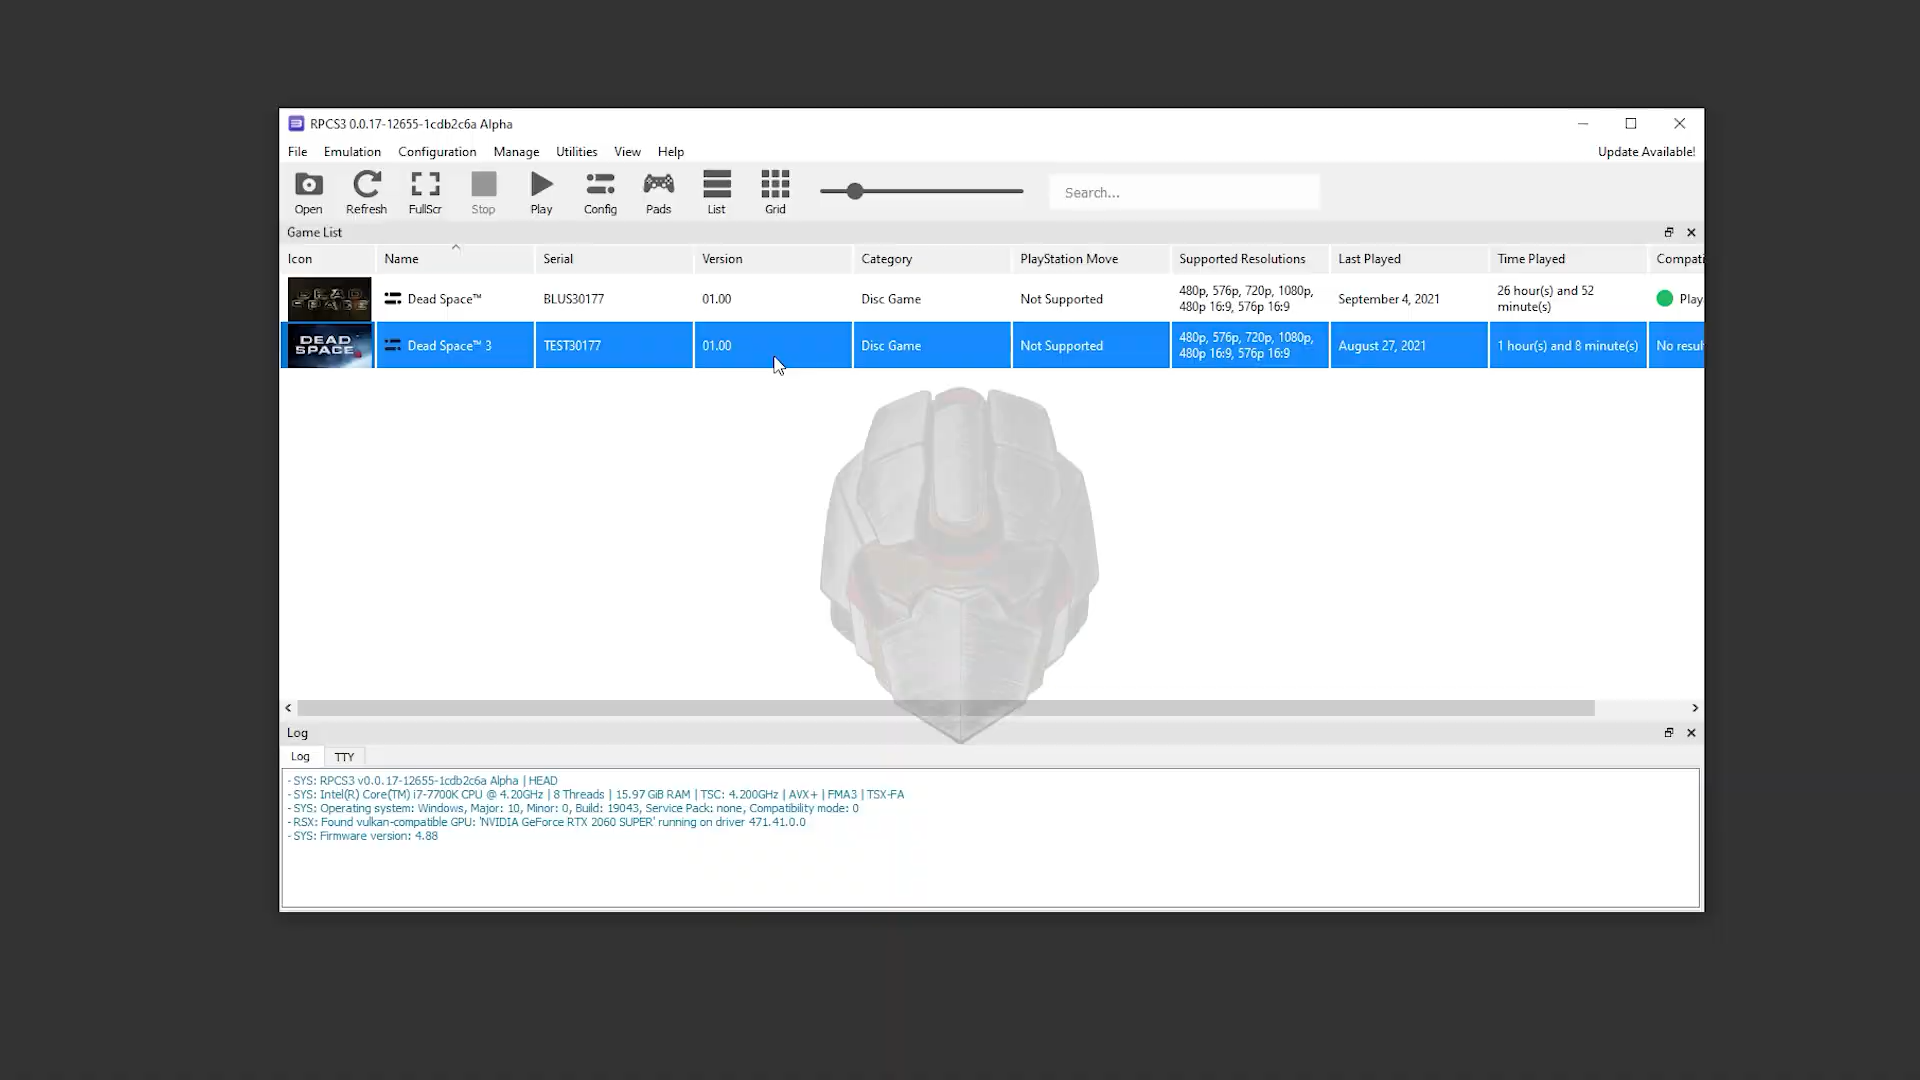 RPCS3 0.0.17-12655-1cdb2c6a Alpha
File Emulation Configuration Manage Utilities View Help Update Available!
Open Refresh FullScr Stop Play Config Pads List Grid Search...
Game List
Icon Name Serial Version Category PlayStation Move Supported Resolutions Last Played Time Played Compati
DEAD SPACE Dead Space™ BLUS30177 01.00 Disc Game Not Supported 480p, 576p, 720p, 1080p, 480p 16:9, 576p 16:9 September 4, 2021 26 hour(s) and 52 minute(s) Play
DEAD SPACE Dead Space™ 3 TEST30177 01.00 Disc Game Not Supported 480p, 576p, 720p, 1080p, 480p 16:9, 576p 16:9 August 27, 2021 1 hour(s) and 8 minute(s) No resul
Log
Log TTY
- SYS: RPCS3 v0.0.17-12655-1cdb2c6a Alpha | HEAD
- SYS: Intel(R) Core(TM) i7-7700K CPU @ 4.20GHz | 8 Threads | 15.97 GiB RAM | TSC: 4.200GHz | AVX+ | FMA3 | TSX-FA
- SYS: Operating system: Windows, Major: 10, Minor: 0, Build: 19043, Service Pack: none, Compatibility mode: 0
- RSX: Found vulkan-compatible GPU: 'NVIDIA GeForce RTX 2060 SUPER' running on driver 471.41.0.0
- SYS: Firmware version: 4.88